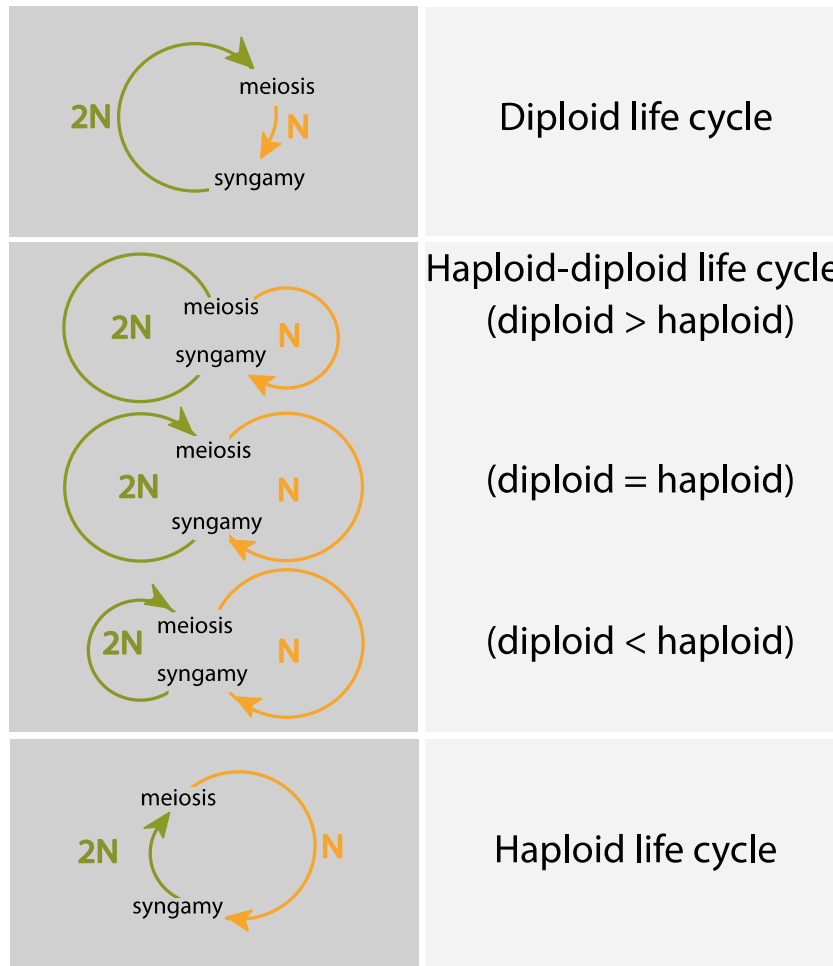 meiosis
2N
N
syngamy
Diploid life cycle
Haploid-diploid life cycle
meiosis
2N
N
syngamy
(diploid > haploid)
meiosis
2N
N
syngamy
(diploid = haploid)
meiosis
2N
N
syngamy
(diploid < haploid)
meiosis
2N
N
syngamy
Haploid life cycle